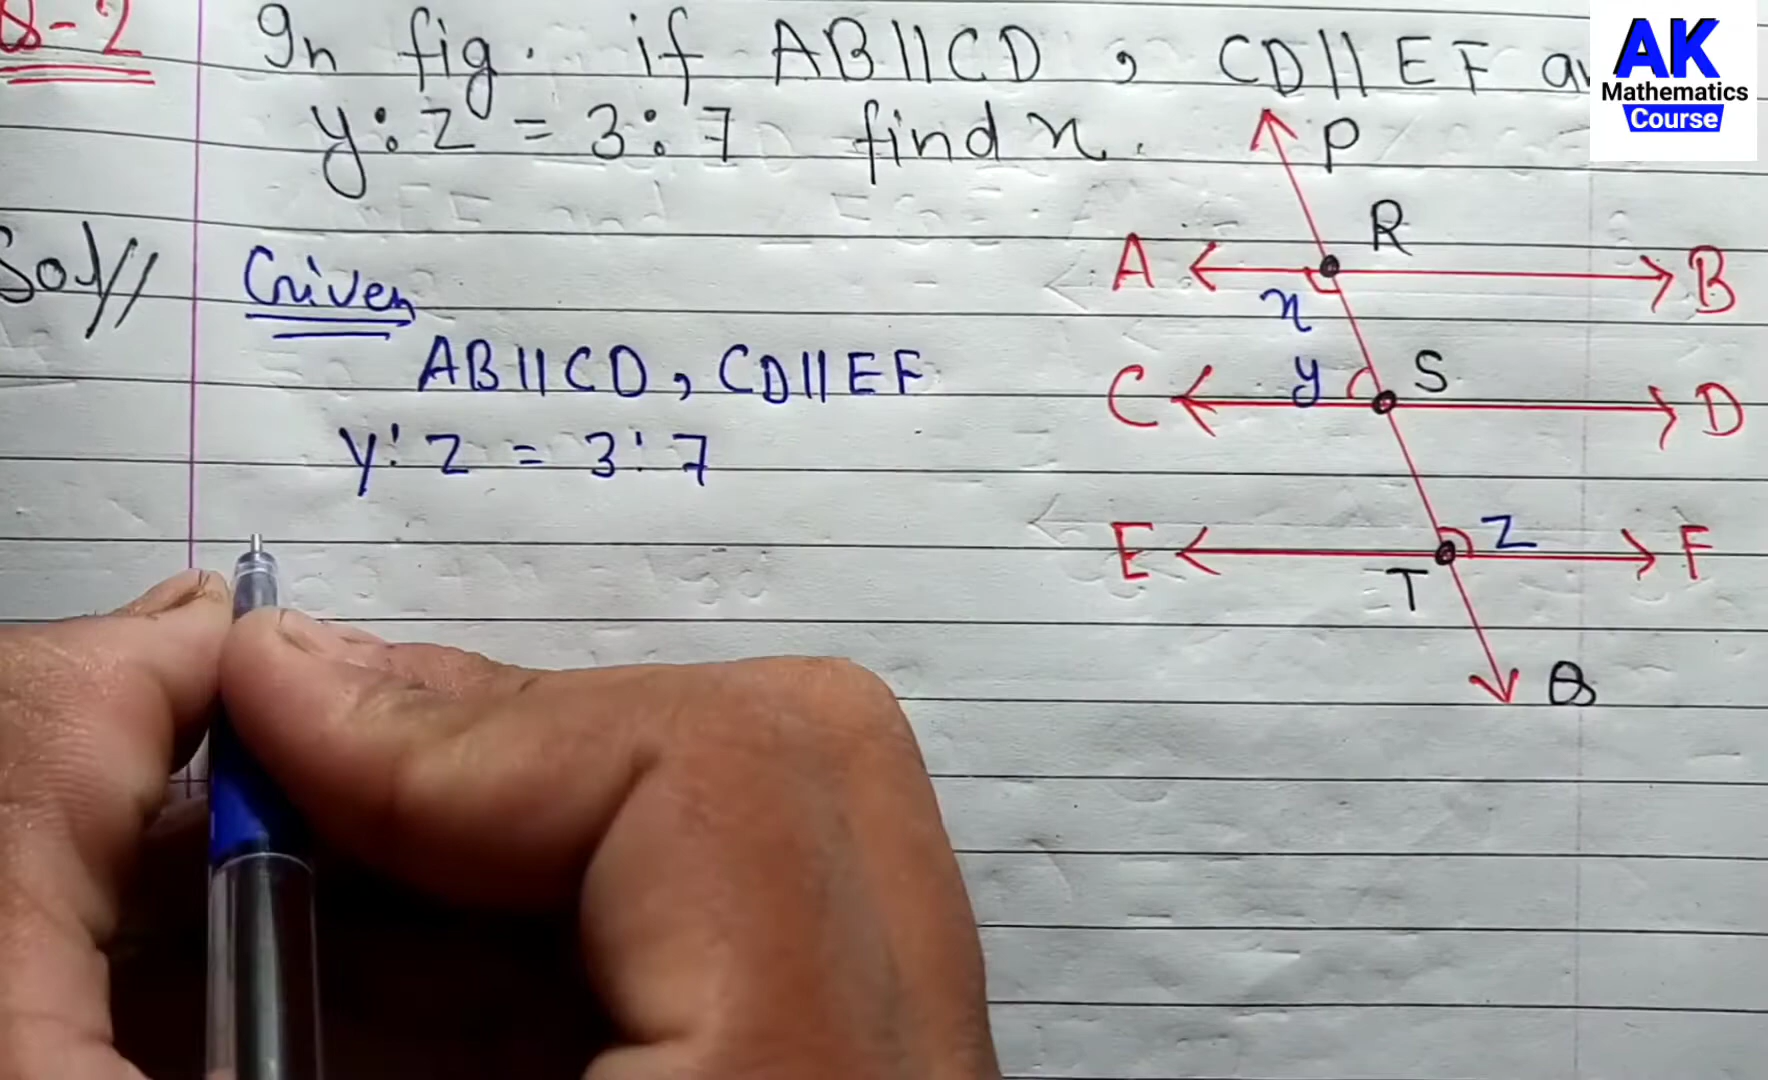 Q-2 In fig. if AB||CD, CD||EF
y:z = 3:7 find x.
AK
Mathematics
Course
P
R
A B
x
Sol// Given
AB||CD, CD||EF
y:z = 3:7
y S
C D
z
E F
T
Q